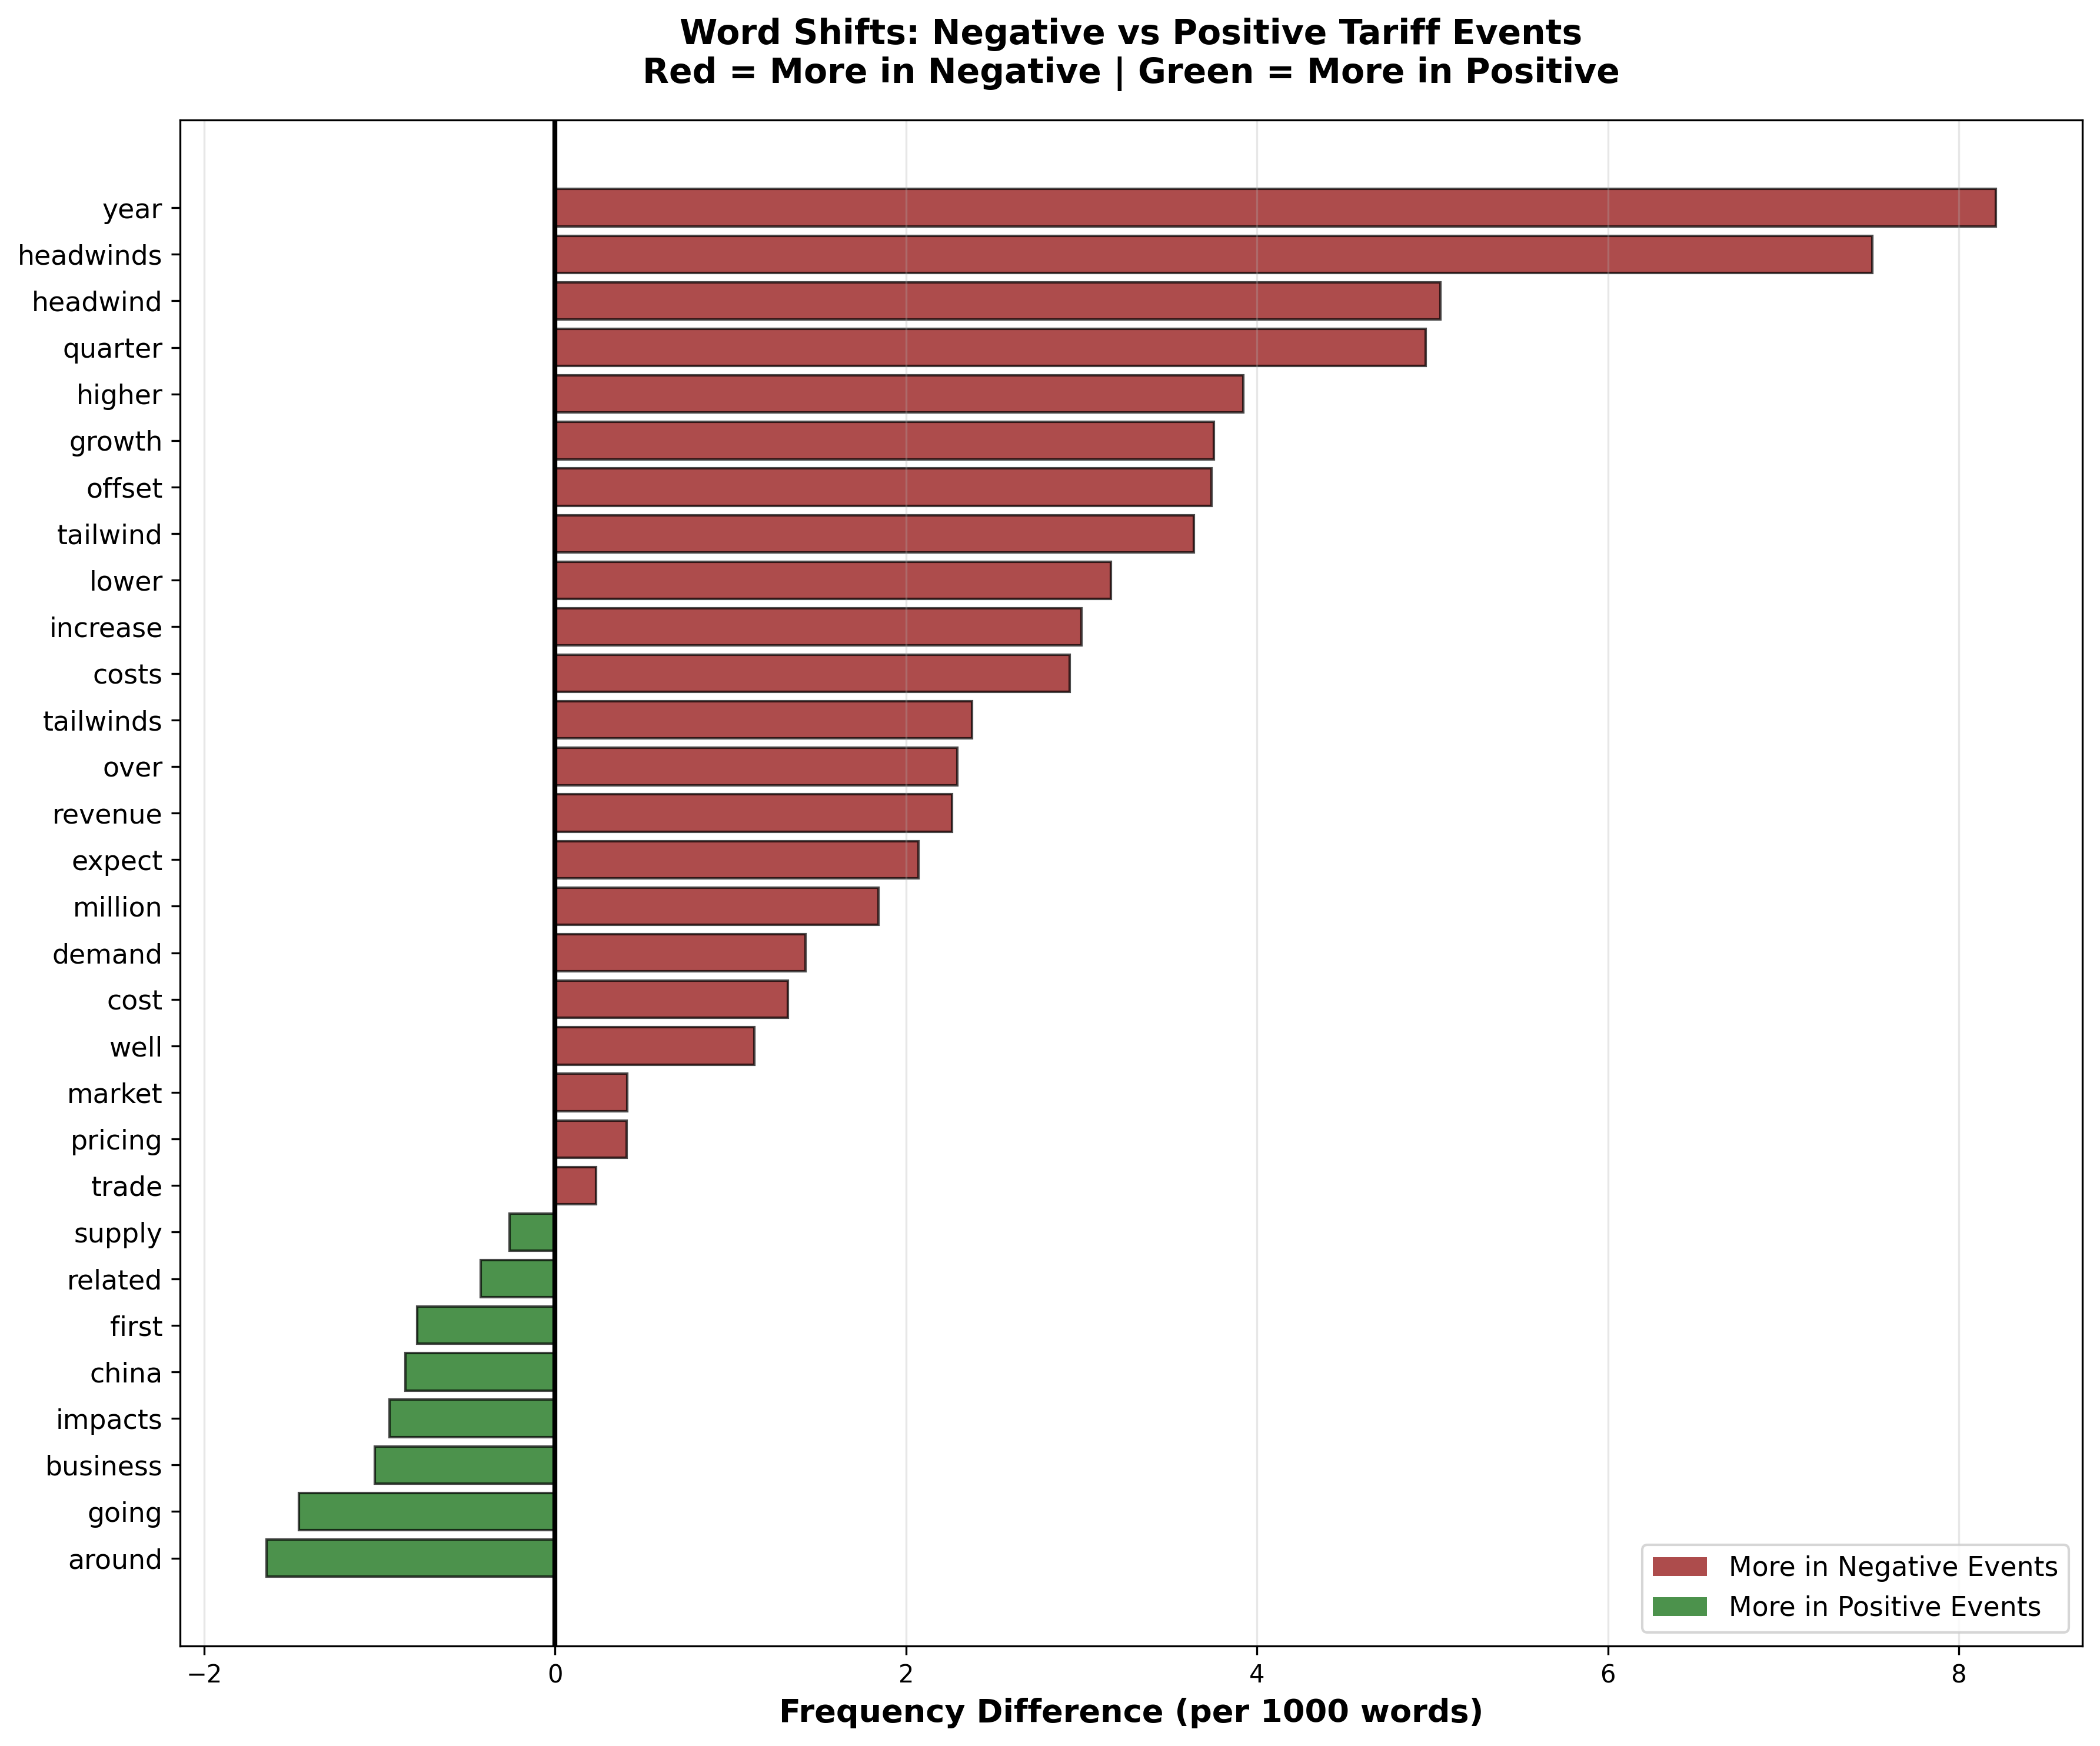 Word Shifts: Negative vs Positive Tariff Events
Red = More in Negative | Green = More in Positive
year
headwinds
headwind
quarter
higher
growth
offset
tailwind
lower
increase
costs
tailwinds
over
revenue
expect
million
demand
cost
well
market
pricing
trade
supply
related
first
china
impacts
business
going
around
More in Negative Events
More in Positive Events
−2 0 2 4 6 8
Frequency Difference (per 1000 words)